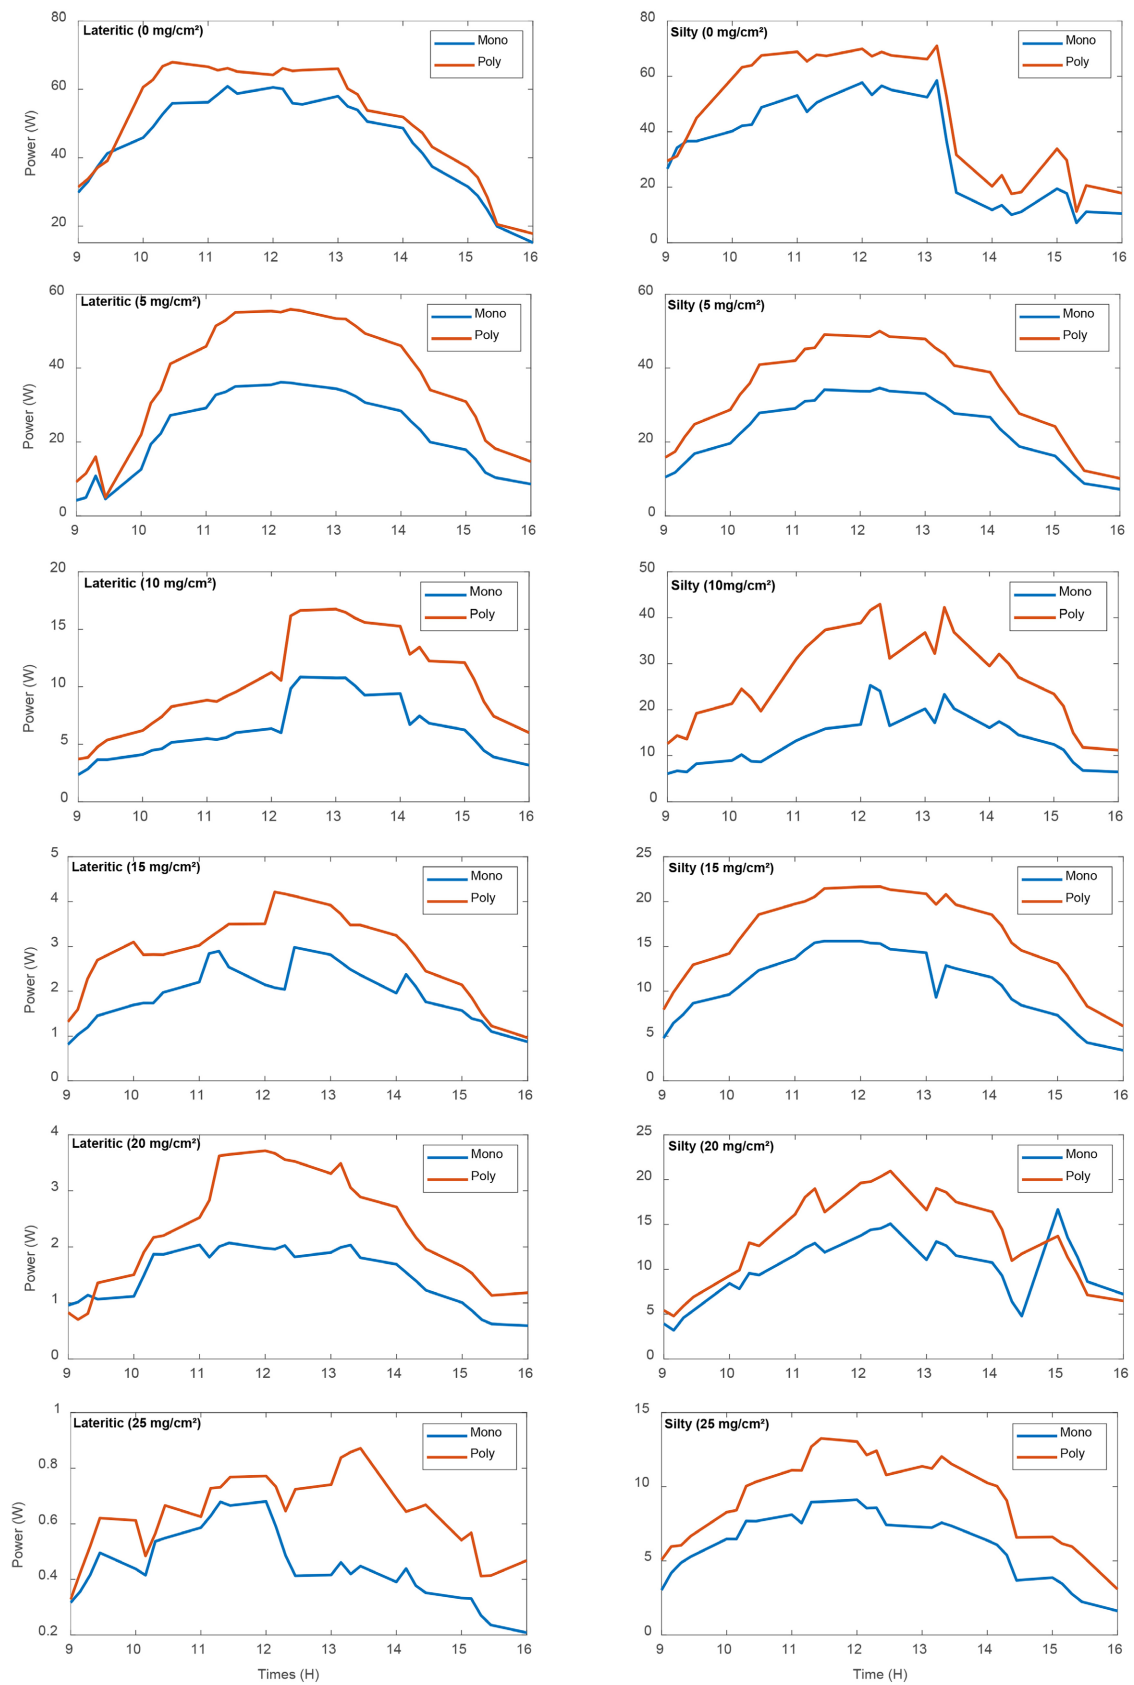 Lateritic (0 mg/cm²)
Mono
Poly
Power (W)
80
60
40
20
9 10 11 12 13 14 15 16
Silty (0 mg/cm²)
Mono
Poly
80
60
40
20
0
9 10 11 12 13 14 15 16
Lateritic (5 mg/cm²)
Mono
Poly
Power (W)
60
40
20
0
9 10 11 12 13 14 15 16
Silty (5 mg/cm²)
Mono
Poly
60
40
20
0
9 10 11 12 13 14 15 16
Lateritic (10 mg/cm²)
Mono
Poly
Power (W)
20
15
10
5
0
9 10 11 12 13 14 15 16
Silty (10mg/cm²)
Mono
Poly
50
40
30
20
10
0
9 10 11 12 13 14 15 16
Lateritic (15 mg/cm²)
Mono
Poly
Power (W)
5
4
3
2
1
0
9 10 11 12 13 14 15 16
Silty (15 mg/cm²)
Mono
Poly
25
20
15
10
5
0
9 10 11 12 13 14 15 16
Lateritic (20 mg/cm²)
Mono
Poly
Power (W)
4
3
2
1
0
9 10 11 12 13 14 15 16
Silty (20 mg/cm²)
Mono
Poly
25
20
15
10
5
0
9 10 11 12 13 14 15 16
Lateritic (25 mg/cm²)
Mono
Poly
Power (W)
1
0.8
0.6
0.4
0.2
9 10 11 12 13 14 15 16
Times (H)
Silty (25 mg/cm²)
Mono
Poly
15
10
5
0
9 10 11 12 13 14 15 16
Time (H)